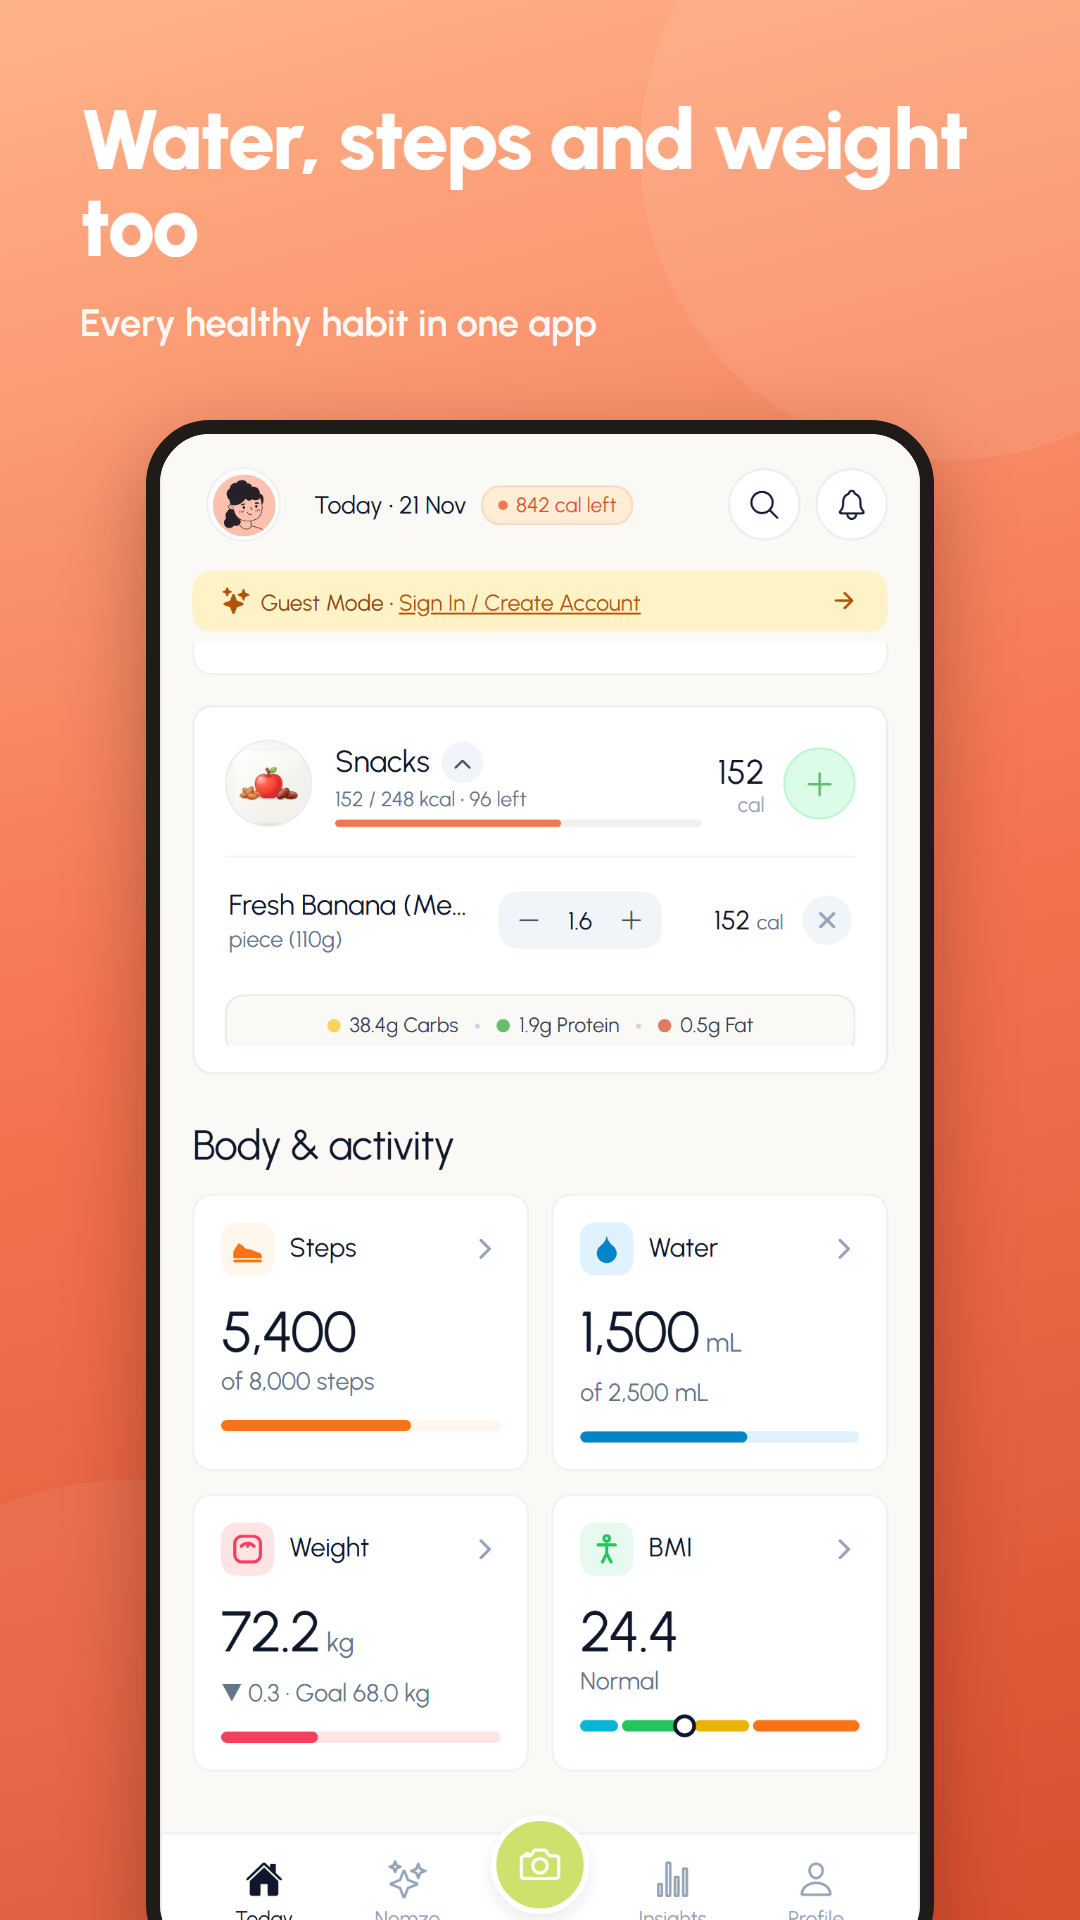 Water, steps and weight
too
Every healthy habit in one app
Today · 21 Nov
842 cal left
Guest Mode · Sign In / Create Account
Snacks
152 / 248 kcal · 96 left
152
cal
Fresh Banana (Me...
piece (110g)
1.6
152 cal
38.4g Carbs • 1.9g Protein • 0.5g Fat
Body & activity
Steps
5,400
of 8,000 steps
Water
1,500 mL
of 2,500 mL
Weight
72.2 kg
▼ 0.3 · Goal 68.0 kg
BMI
24.4
Normal
Today
Nomzo
Insights
Profile